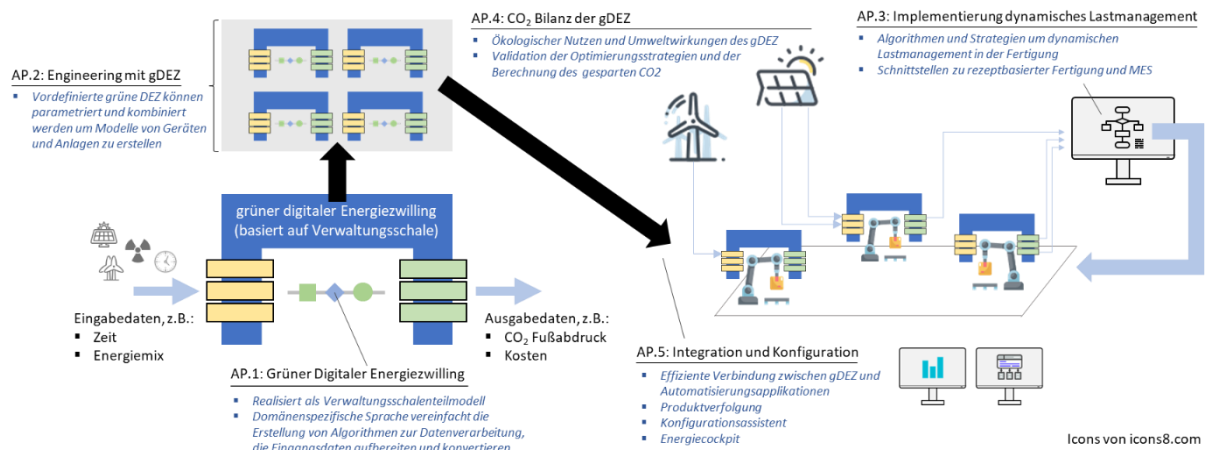 AP.4: CO₂ Bilanz der gDEZ
▪ Ökologischer Nutzen und Umweltwirkungen des gDEZ
▪ Validation der Optimierungsstrategien und der
Berechnung des gesparten CO2
AP.3: Implementierung dynamisches Lastmanagement
▪ Algorithmen und Strategien um dynamischen
Lastmanagement in der Fertigung
▪ Schnittstellen zu rezeptbasierter Fertigung und MES
AP.2: Engineering mit gDEZ
▪ Vordefinierte grüne DEZ können
parametriert und kombiniert
werden um Modelle von Geräten
und Anlagen zu erstellen
grüner digitaler Energiezwilling
(basiert auf Verwaltungsschale)
Eingabedaten, z.B.:
▪ Zeit
▪ Energiemix
Ausgabedaten, z.B.:
▪ CO₂ Fußabdruck
▪ Kosten
AP.1: Grüner Digitaler Energiezwilling
▪ Realisiert als Verwaltungsschalenteilmodell
▪ Domänenspezifische Sprache vereinfacht die
Erstellung von Algorithmen zur Datenverarbeitung,
die Eingangsdaten aufbereiten und konvertieren
AP.5: Integration und Konfiguration
▪ Effiziente Verbindung zwischen gDEZ und
Automatisierungsapplikationen
▪ Produktverfolgung
▪ Konfigurationsassistent
▪ Energiecockpit
Icons von icons8.com